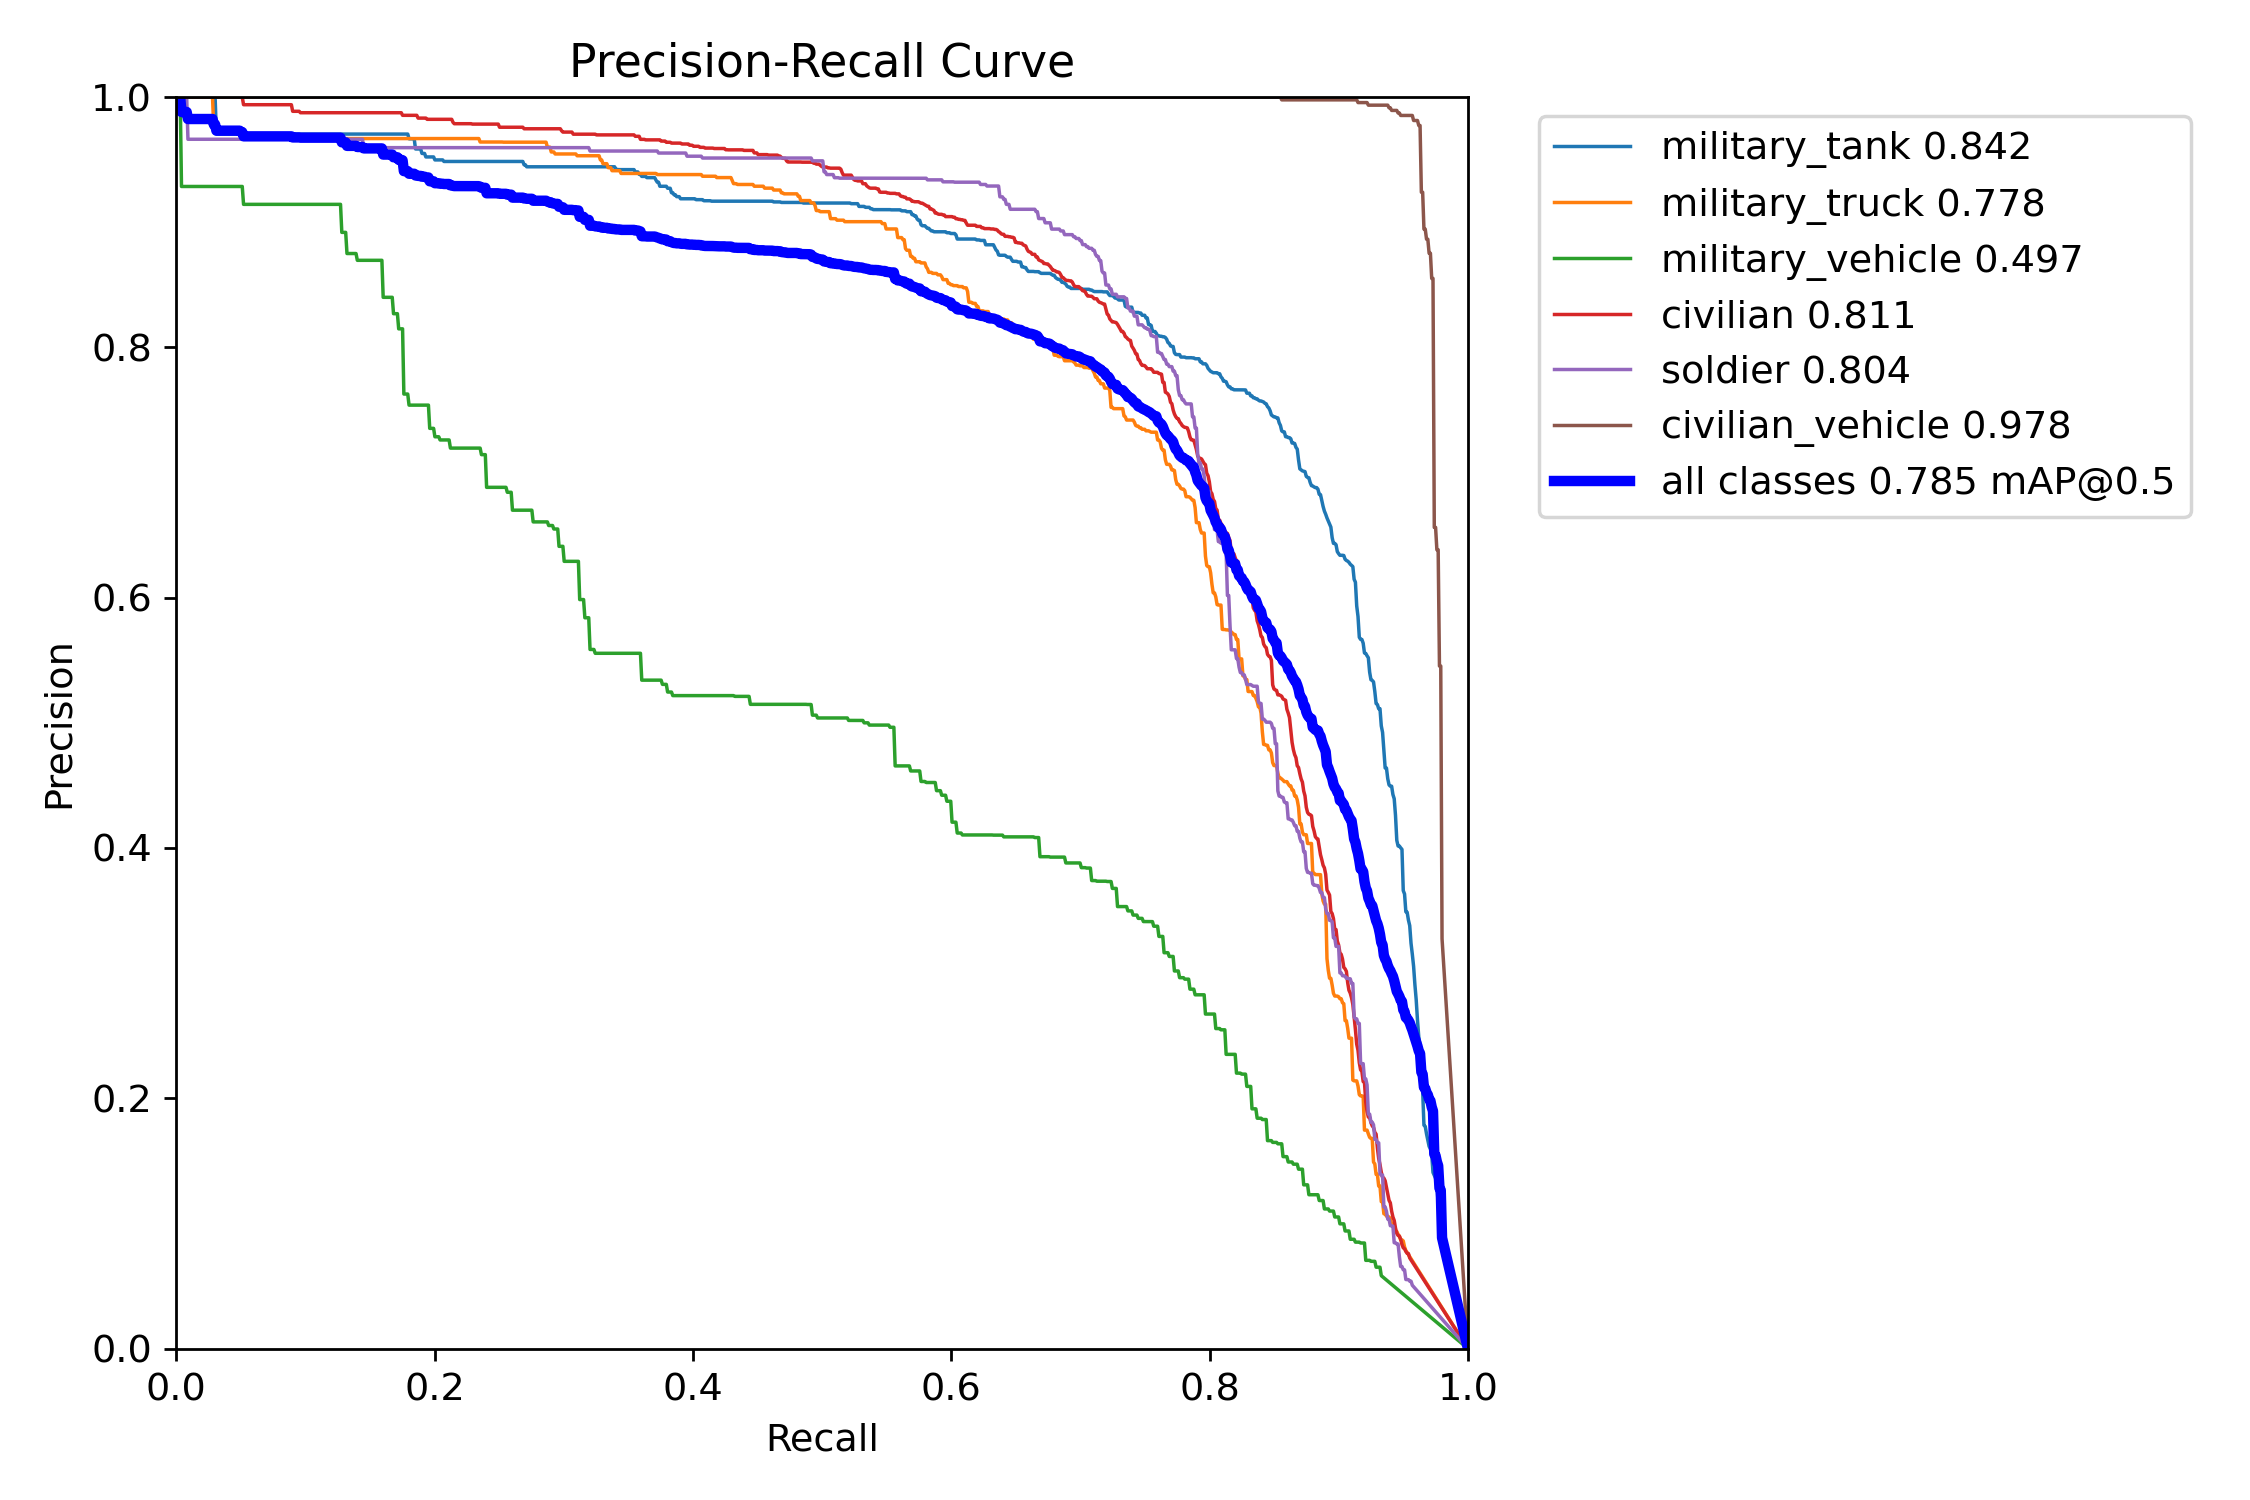 Precision-Recall Curve
1.0
0.8
0.6
0.4
0.2
0.0
Precision
0.0 0.2 0.4 0.6 0.8 1.0
Recall
military_tank 0.842
military_truck 0.778
military_vehicle 0.497
civilian 0.811
soldier 0.804
civilian_vehicle 0.978
all classes 0.785 mAP@0.5